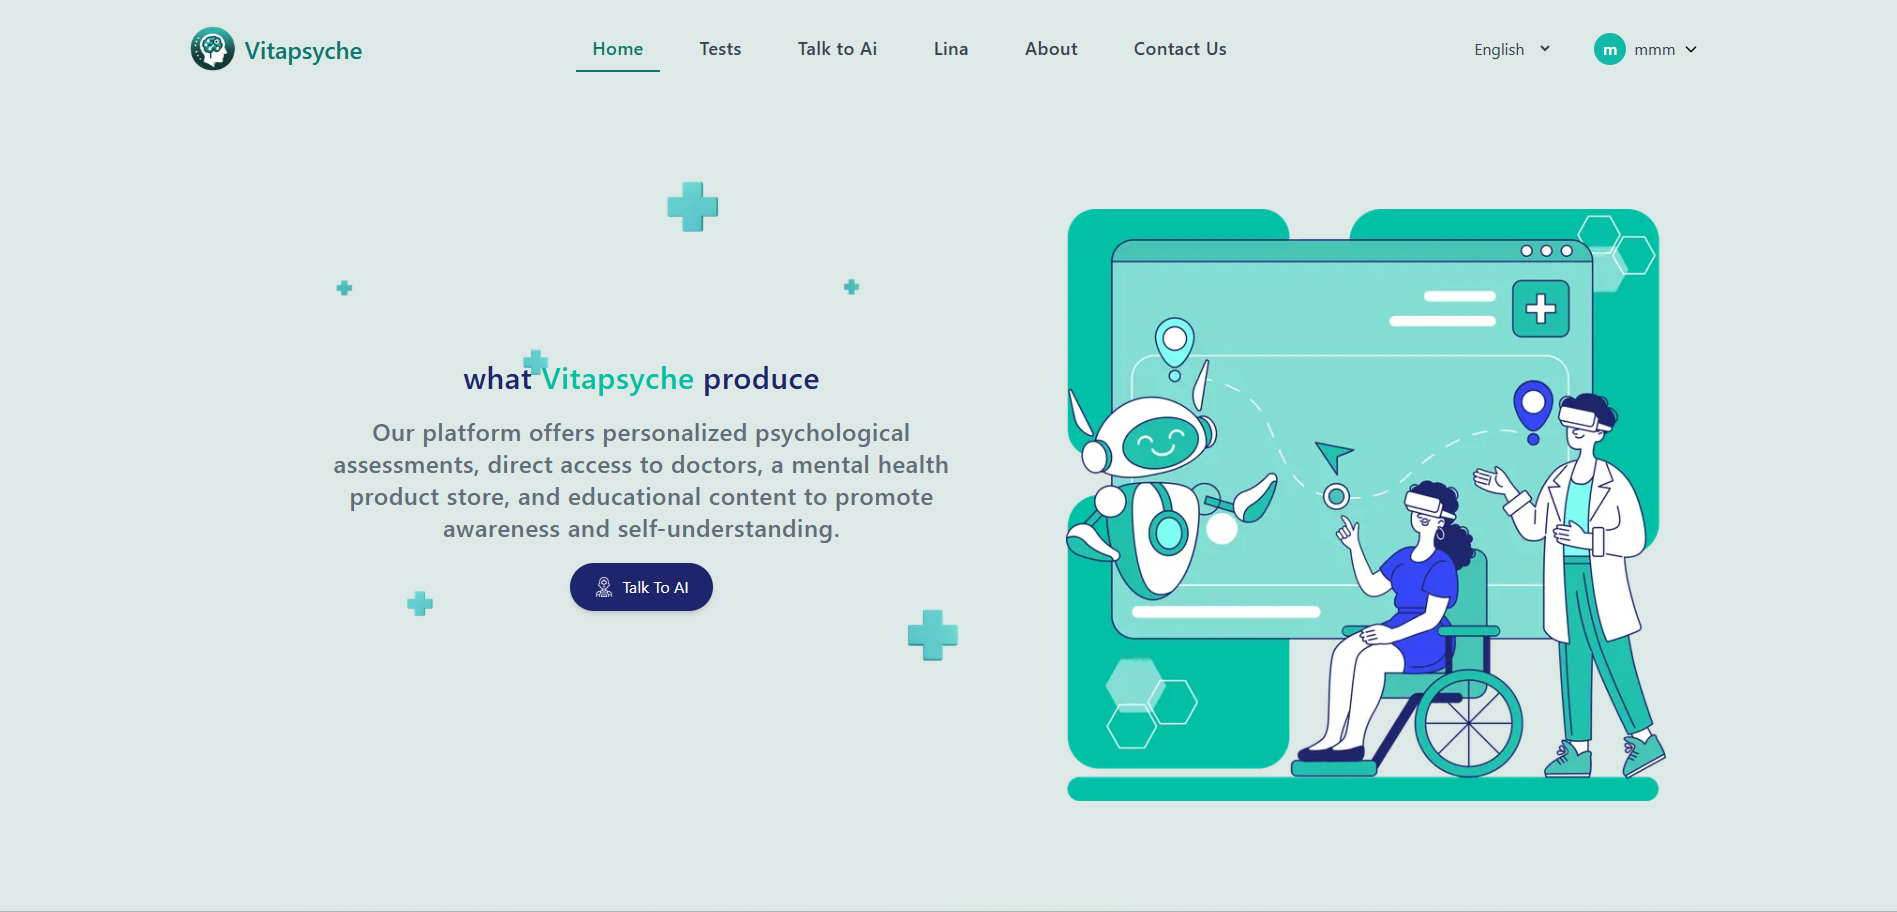 Vitapsyche
Home Tests Talk to Ai Lina About Contact Us
English
m mmm
what Vitapsyche produce
Our platform offers personalized psychological
assessments, direct access to doctors, a mental health
product store, and educational content to promote
awareness and self-understanding.
Talk To AI